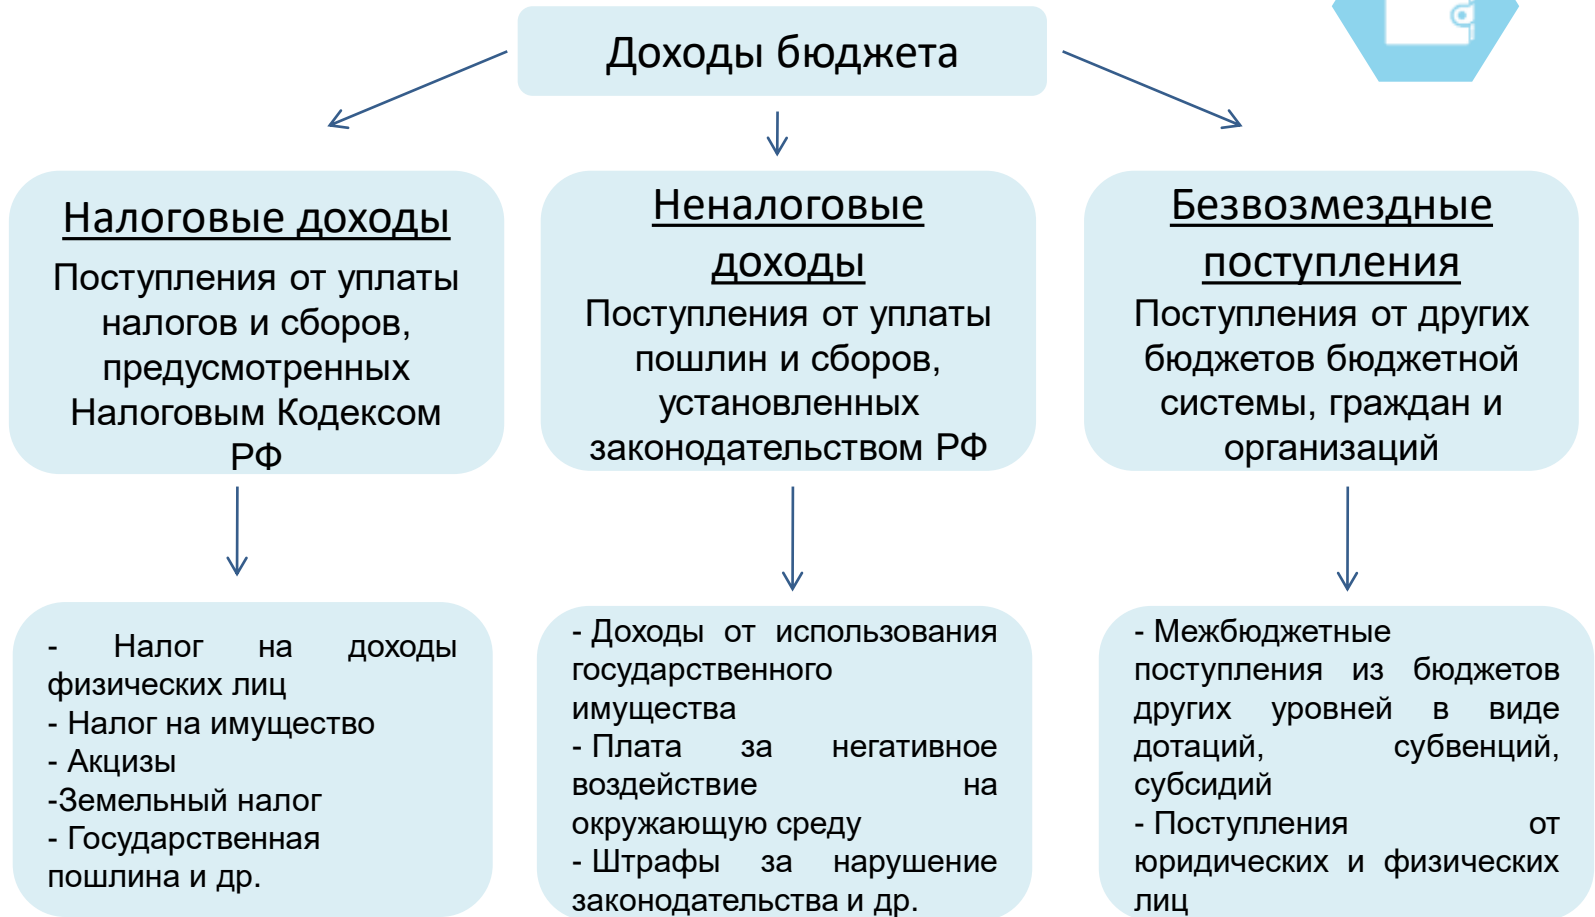 Доходы бюджета
Налоговые доходы
Поступления от уплаты
налогов и сборов,
предусмотренных
Налоговым Кодексом
РФ
Неналоговые
доходы
Поступления от уплаты
пошлин и сборов,
установленных
законодательством РФ
Безвозмездные
поступления
Поступления от других
бюджетов бюджетной
системы, граждан и
организаций
- Налог на доходы
физических лиц
- Налог на имущество
- Акцизы
-Земельный налог
- Государственная
пошлина и др.
- Доходы от использования
государственного
имущества
- Плата за негативное
воздействие на
окружающую среду
- Штрафы за нарушение
законодательства и др.
- Межбюджетные
поступления из бюджетов
других уровней в виде
дотаций, субвенций,
субсидий
- Поступления от
юридических и физических
лиц